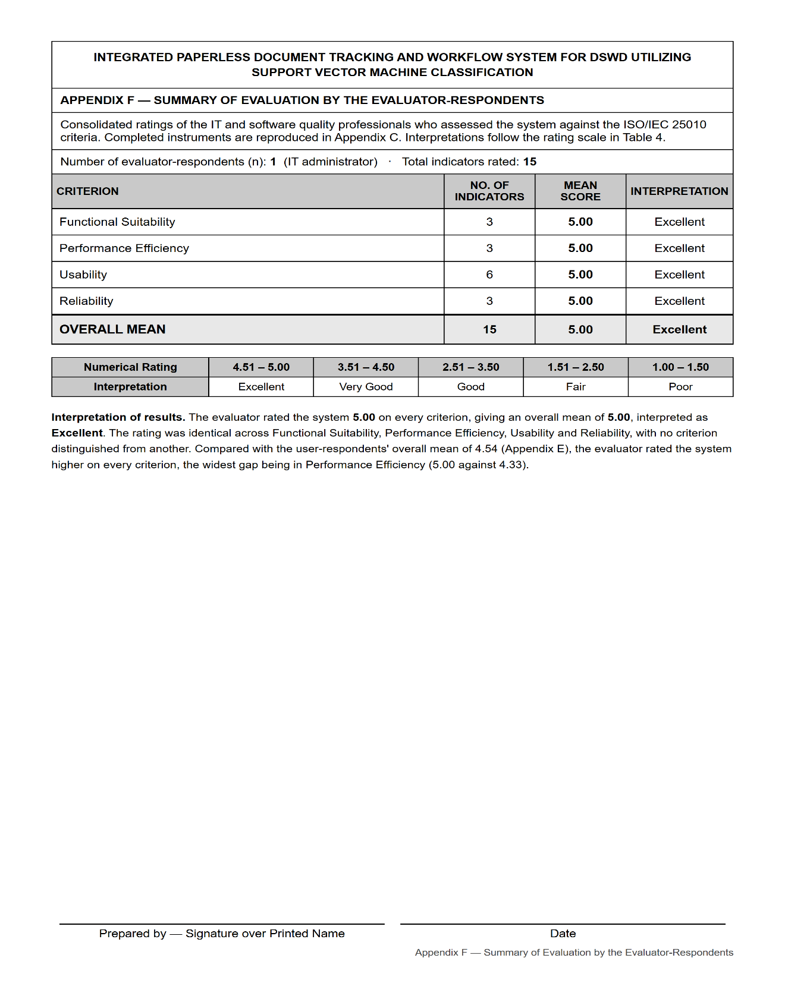 INTEGRATED PAPERLESS DOCUMENT TRACKING AND WORKFLOW SYSTEM FOR DSWD UTILIZING
SUPPORT VECTOR MACHINE CLASSIFICATION
APPENDIX F — SUMMARY OF EVALUATION BY THE EVALUATOR-RESPONDENTS
Consolidated ratings of the IT and software quality professionals who assessed the system against the ISO/IEC 25010
criteria. Completed instruments are reproduced in Appendix C. Interpretations follow the rating scale in Table 4.
Number of evaluator-respondents (n): 1 (IT administrator) · Total indicators rated: 15
CRITERION NO. OF INDICATORS MEAN SCORE INTERPRETATION
Functional Suitability 3 5.00 Excellent
Performance Efficiency 3 5.00 Excellent
Usability 6 5.00 Excellent
Reliability 3 5.00 Excellent
OVERALL MEAN 15 5.00 Excellent
Numerical Rating 4.51 – 5.00 3.51 – 4.50 2.51 – 3.50 1.51 – 2.50 1.00 – 1.50
Interpretation Excellent Very Good Good Fair Poor
Interpretation of results. The evaluator rated the system 5.00 on every criterion, giving an overall mean of 5.00, interpreted as
Excellent. The rating was identical across Functional Suitability, Performance Efficiency, Usability and Reliability, with no criterion
distinguished from another. Compared with the user-respondents' overall mean of 4.54 (Appendix E), the evaluator rated the system
higher on every criterion, the widest gap being in Performance Efficiency (5.00 against 4.33).
Prepared by — Signature over Printed Name Date
Appendix F — Summary of Evaluation by the Evaluator-Respondents